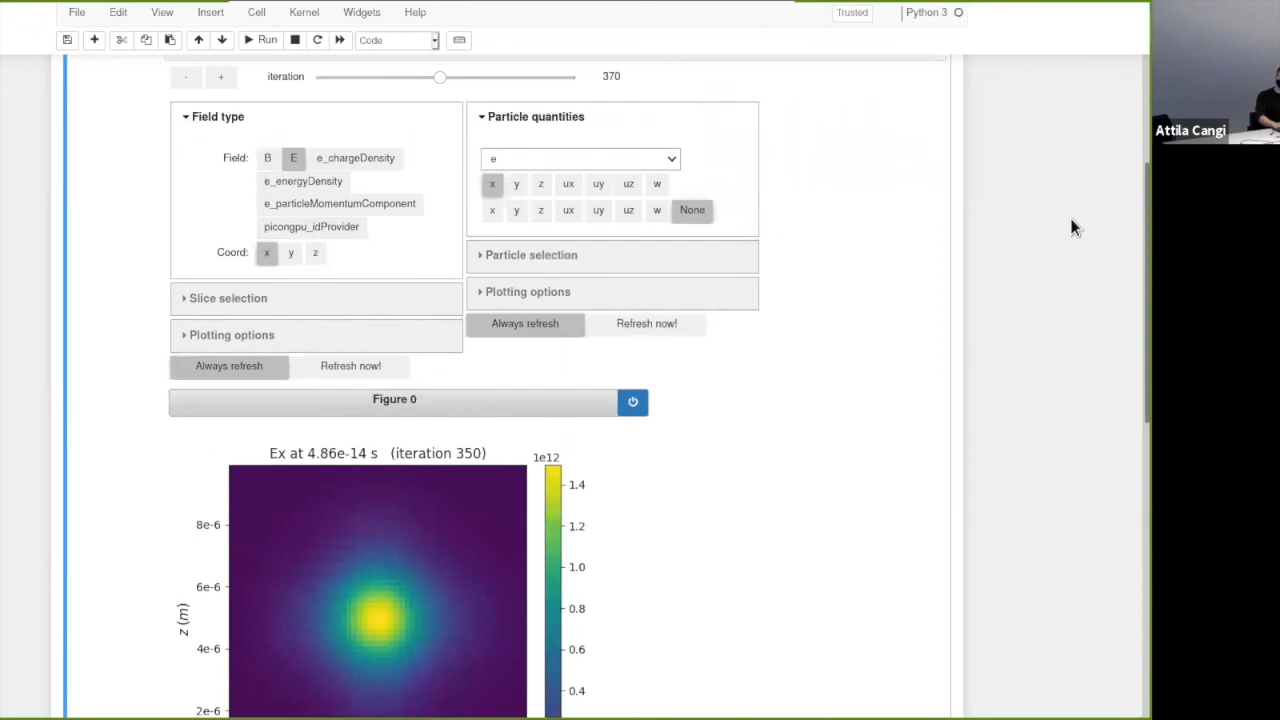 File Edit View Insert Cell Kernel Widgets Help Trusted Python 3
Run Code
- + iteration 370
Field type
Field: B E e_chargeDensity
e_energyDensity
e_particleMomentumComponent
picongpu_idProvider
Coord: x y z
Slice selection
Plotting options
Always refresh Refresh now!
Particle quantities
e
x y z ux uy uz w
x y z ux uy uz w None
Particle selection
Plotting options
Always refresh Refresh now!
Figure 0
Ex at 4.86e-14 s (iteration 350)
1e12
1.4
1.2
1.0
0.8
0.6
0.4
8e-6
6e-6
4e-6
2e-6
z (m)
Attila Cangi